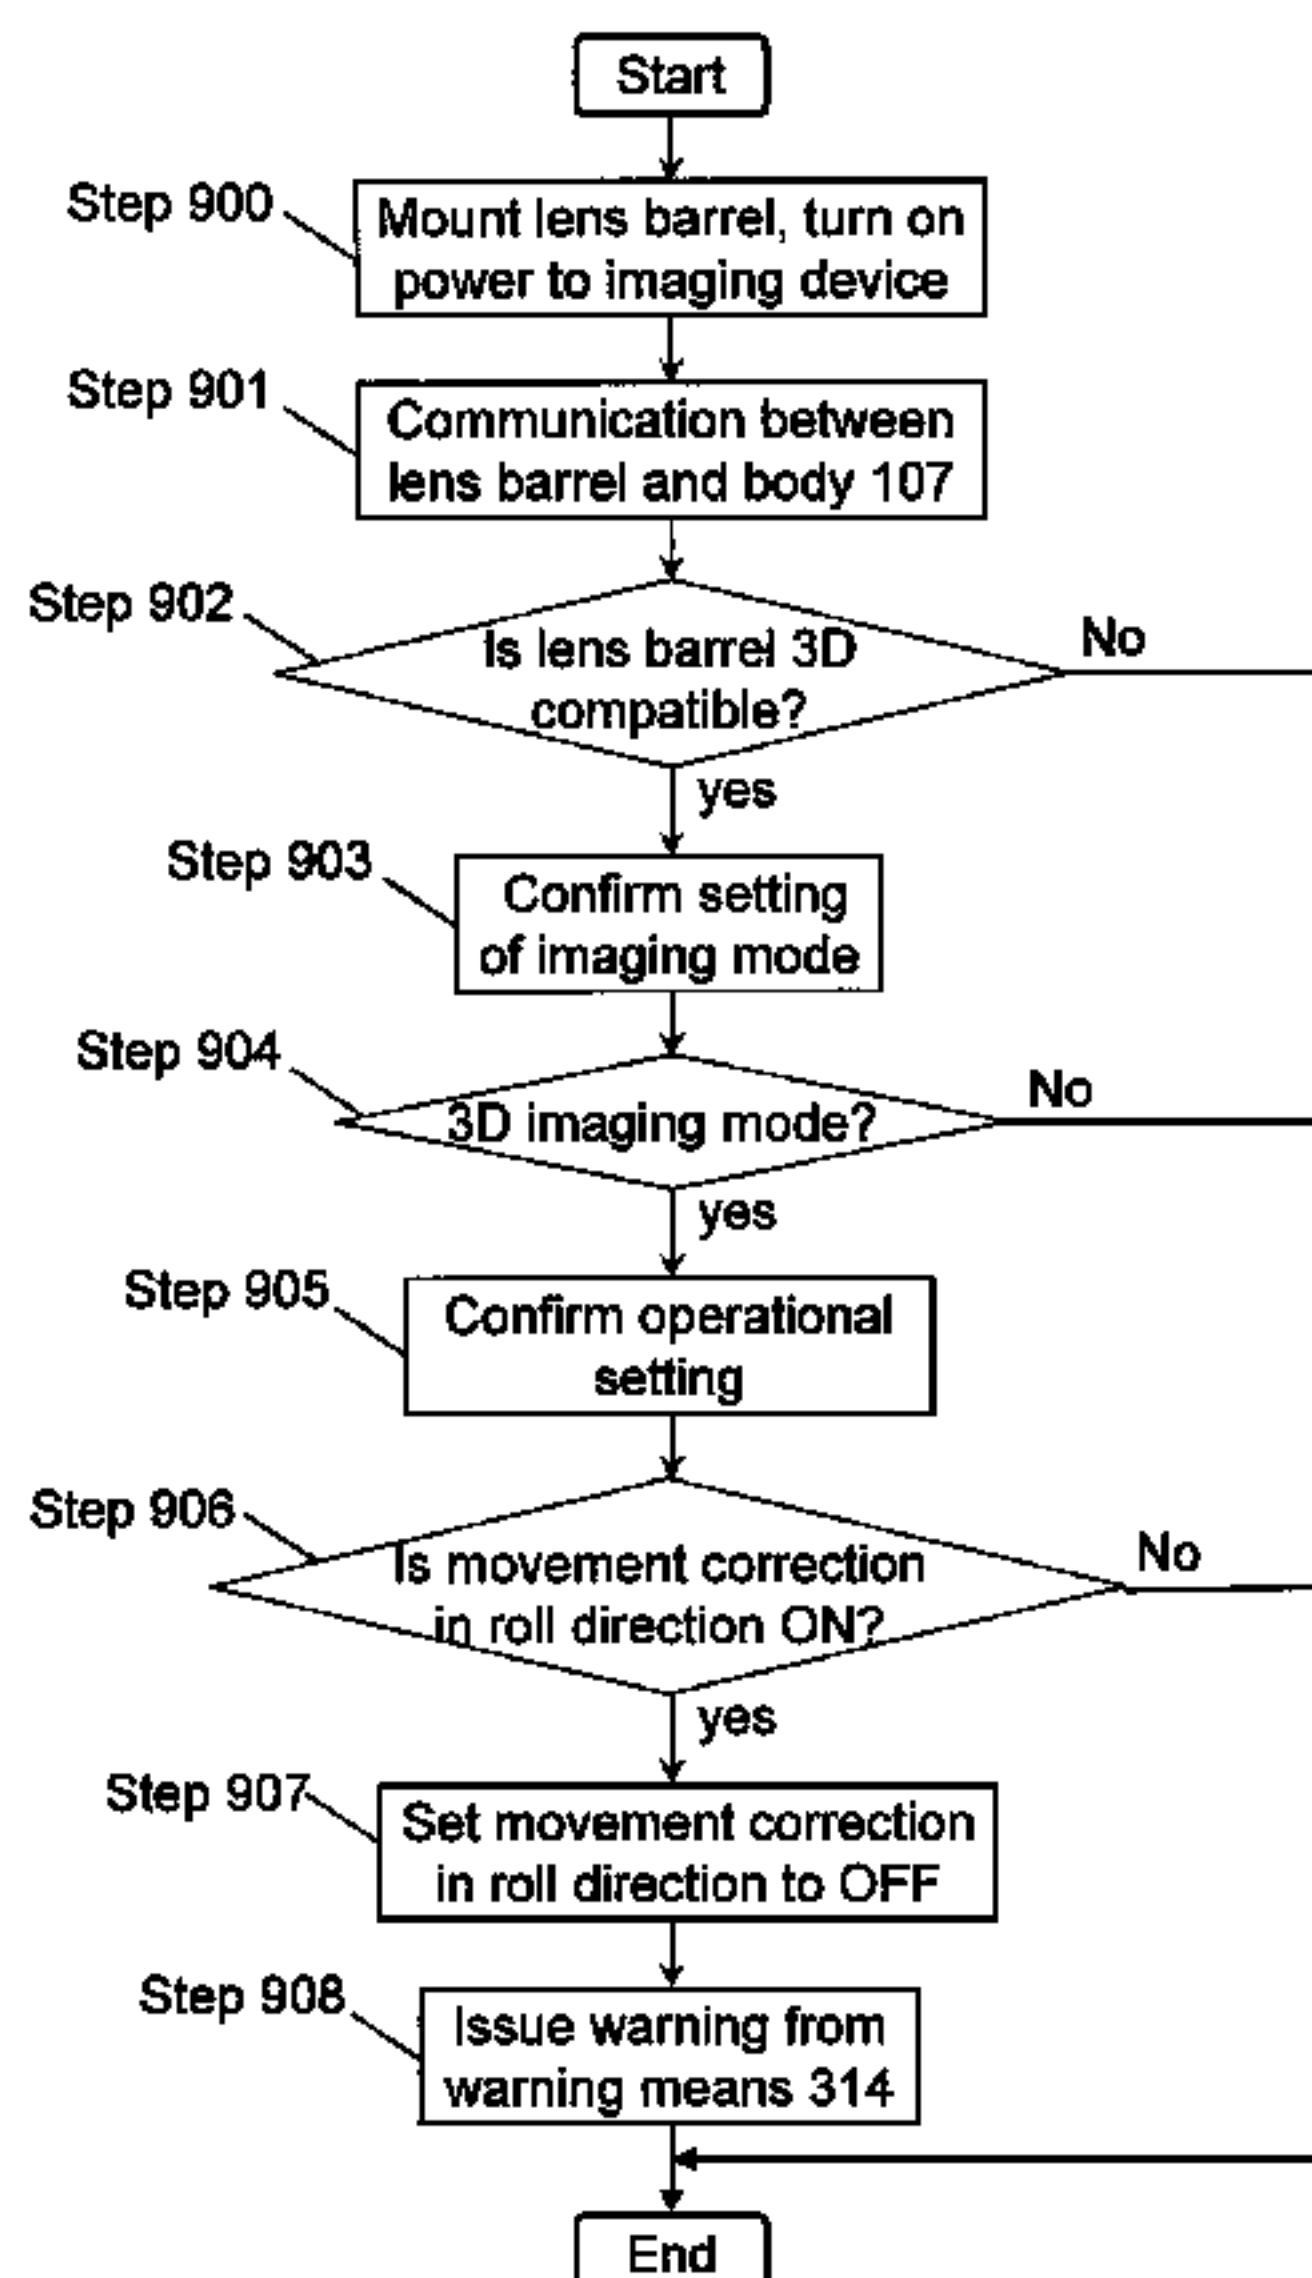 Start
Step 900
Mount lens barrel, turn on
power to imaging device
Step 901
Communication between
lens barrel and body 107
Step 902
Is lens barrel 3D
compatible?
No
yes
Step 903
Confirm setting
of imaging mode
Step 904
3D imaging mode?
No
yes
Step 905
Confirm operational
setting
Step 906
Is movement correction
in roll direction ON?
No
yes
Step 907
Set movement correction
in roll direction to OFF
Step 908
Issue warning from
warning means 314
End